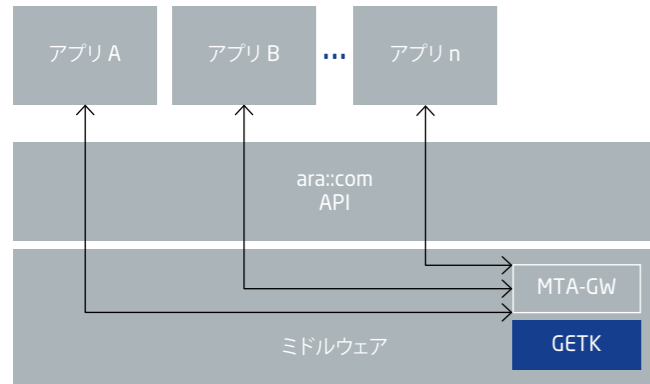 アプリ A
アプリ B
...
アプリ n
ara::com
API
MTA-GW
ミドルウェア
GETK